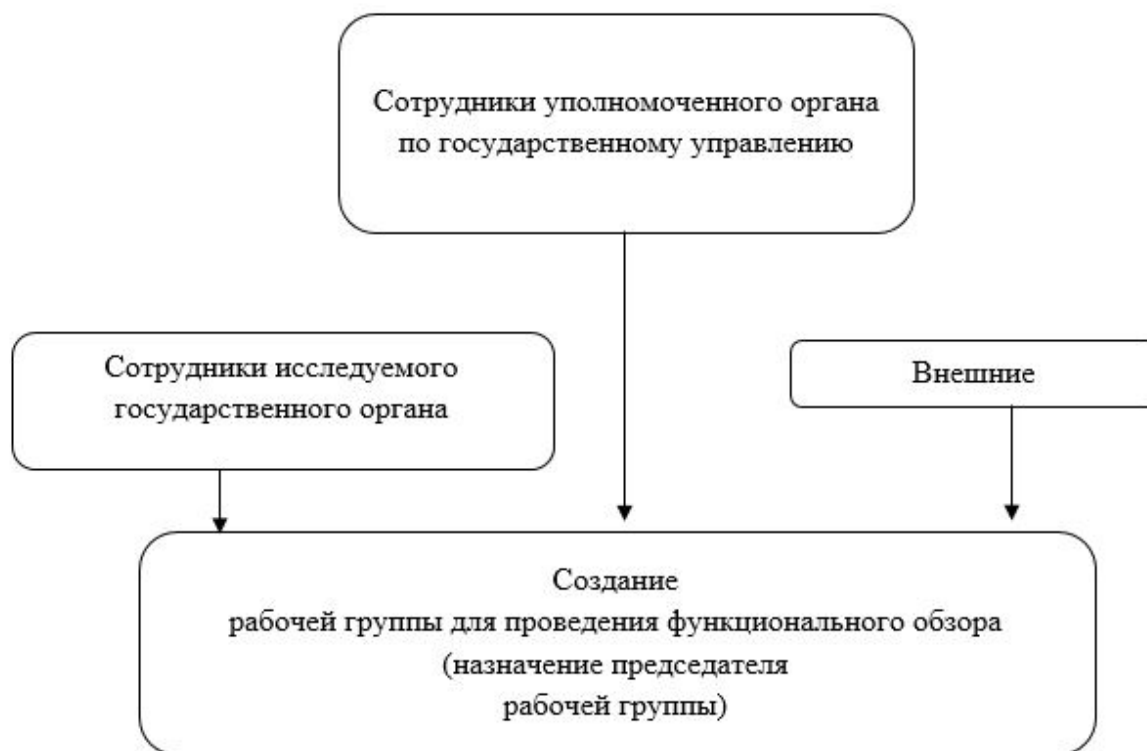 Сотрудники уполномоченного органа
по государственному управлению
Сотрудники исследуемого
государственного органа
Внешние
Создание
рабочей группы для проведения функционального обзора
(назначение председателя
рабочей группы)